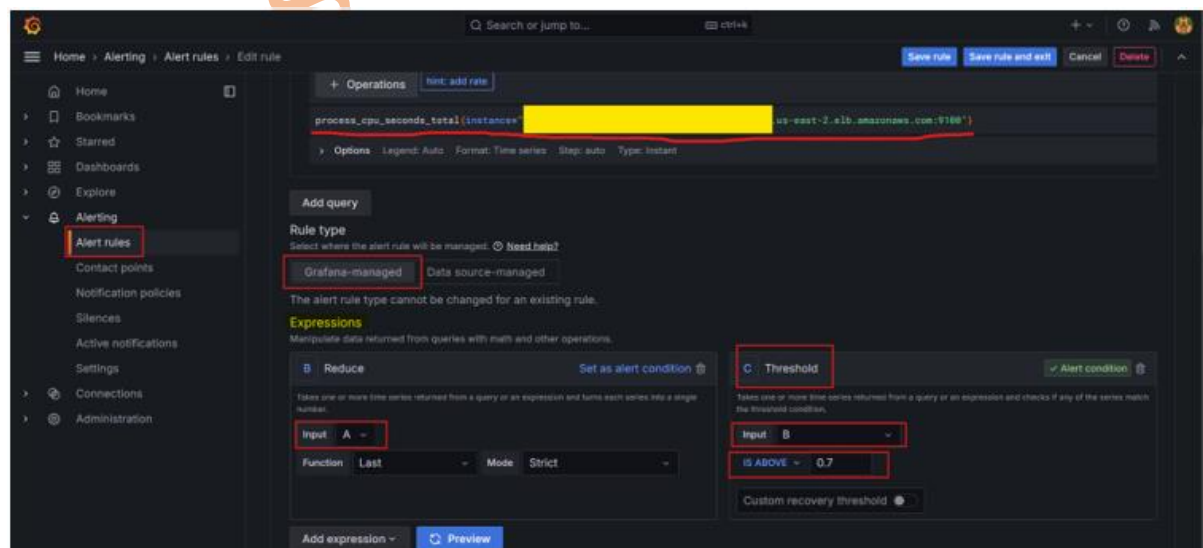 Search or jump to... ctrl+k
Home › Alerting › Alert rules › Edit rule
Save rule Save rule and exit Cancel Delete
Home
Bookmarks
Starred
Dashboards
Explore
Alerting
Alert rules
Contact points
Notification policies
Silences
Active notifications
Settings
Connections
Administration
+ Operations hint: add rate
process_cpu_seconds_total{instance=" .us-east-2.elb.amazonaws.com:9100"}
› Options Legend: Auto Format: Time series Step: auto Type: Instant
Add query
Rule type
Select where the alert rule will be managed. Need help?
Grafana-managed Data source-managed
The alert rule type cannot be changed for an existing rule.
Expressions
Manipulate data returned from queries with math and other operations.
B Reduce Set as alert condition
Takes one or more time series returned from a query or an expression and turns each series into a single number.
Input A
Function Last Mode Strict
C Threshold ✓ Alert condition
Takes one or more time series returned from a query or an expression and checks if any of the series match the threshold condition.
Input B
IS ABOVE 0.7
Custom recovery threshold
Add expression Preview